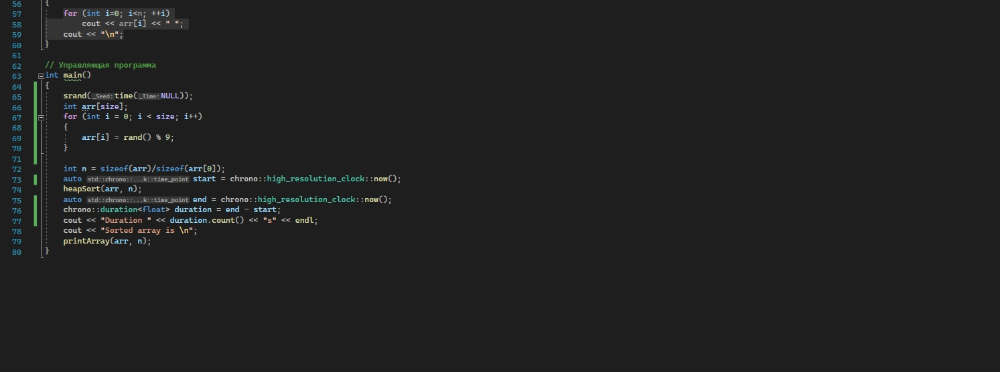 56 {
57 for (int i=0; i<n; ++i)
58 cout << arr[i] << " ";
59 cout << "\n";
60 }
61
62 // Управляющая программа
63 int main()
64 {
65 srand(_Seed:time(_Time:NULL));
66 int arr[size];
67 for (int i = 0; i < size; i++)
68 {
69 arr[i] = rand() % 9;
70 }
71
72 int n = sizeof(arr)/sizeof(arr[0]);
73 auto std::chrono::...k::time_point start = chrono::high_resolution_clock::now();
74 heapSort(arr, n);
75 auto std::chrono::...k::time_point end = chrono::high_resolution_clock::now();
76 chrono::duration<float> duration = end - start;
77 cout << "Duration " << duration.count() << "s" << endl;
78 cout << "Sorted array is \n";
79 printArray(arr, n);
80 }